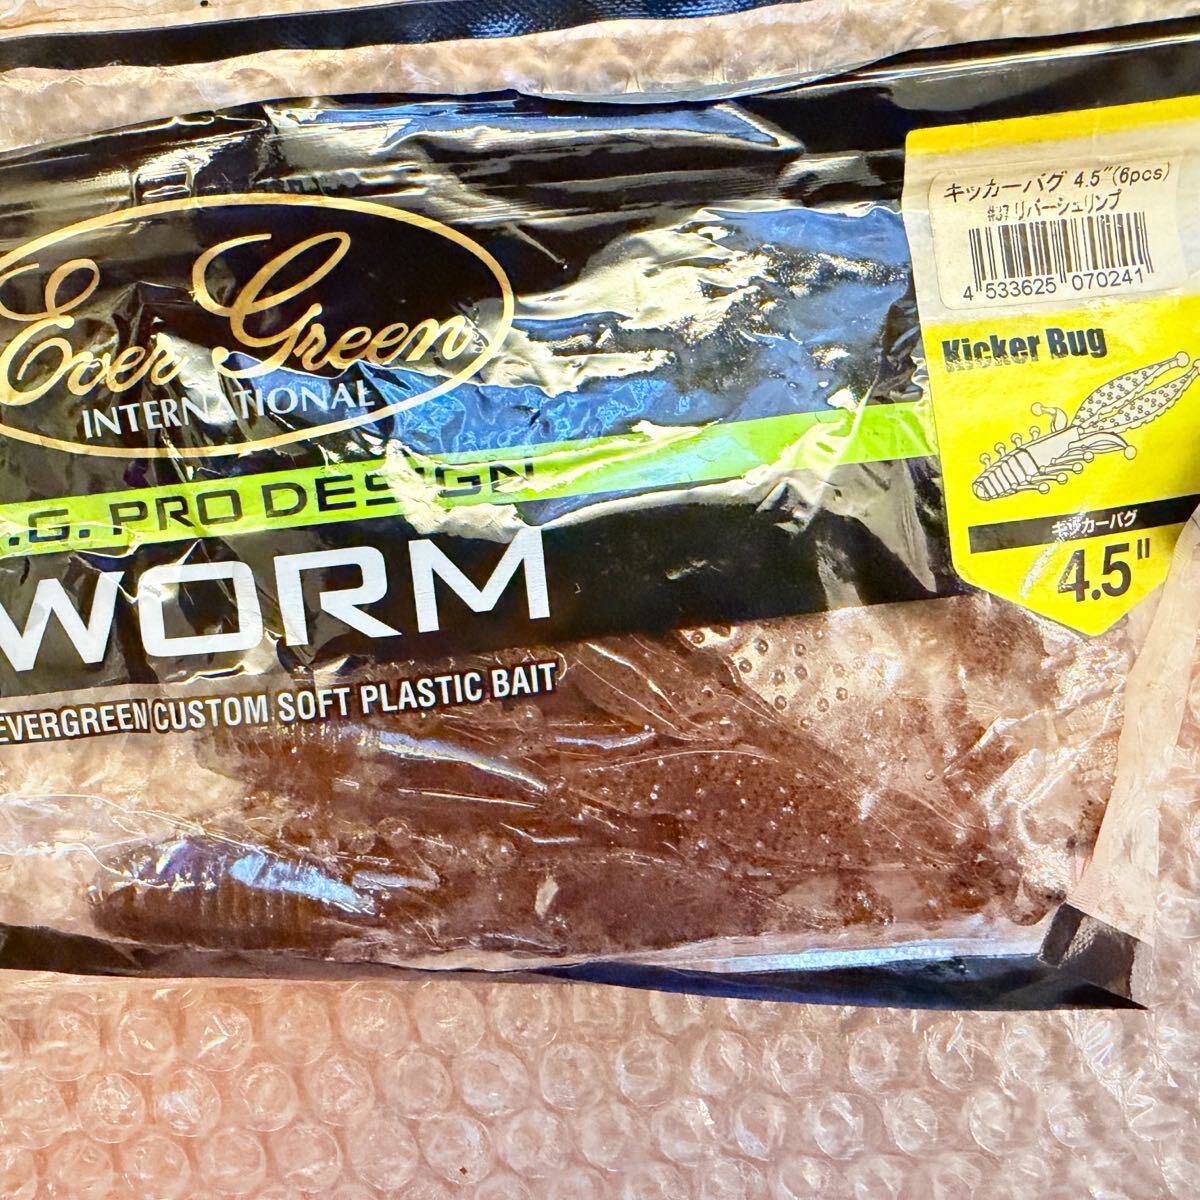 Ever Green
INTERNATIONAL
.G. PRO DESIGN
WORM
EVERGREEN CUSTOM SOFT PLASTIC BAIT
キッカーバグ 4.5"(6pcs)
#37 リバーシュリンプ
4 533625 070241
Kicker Bug
キッカーバグ
4.5"